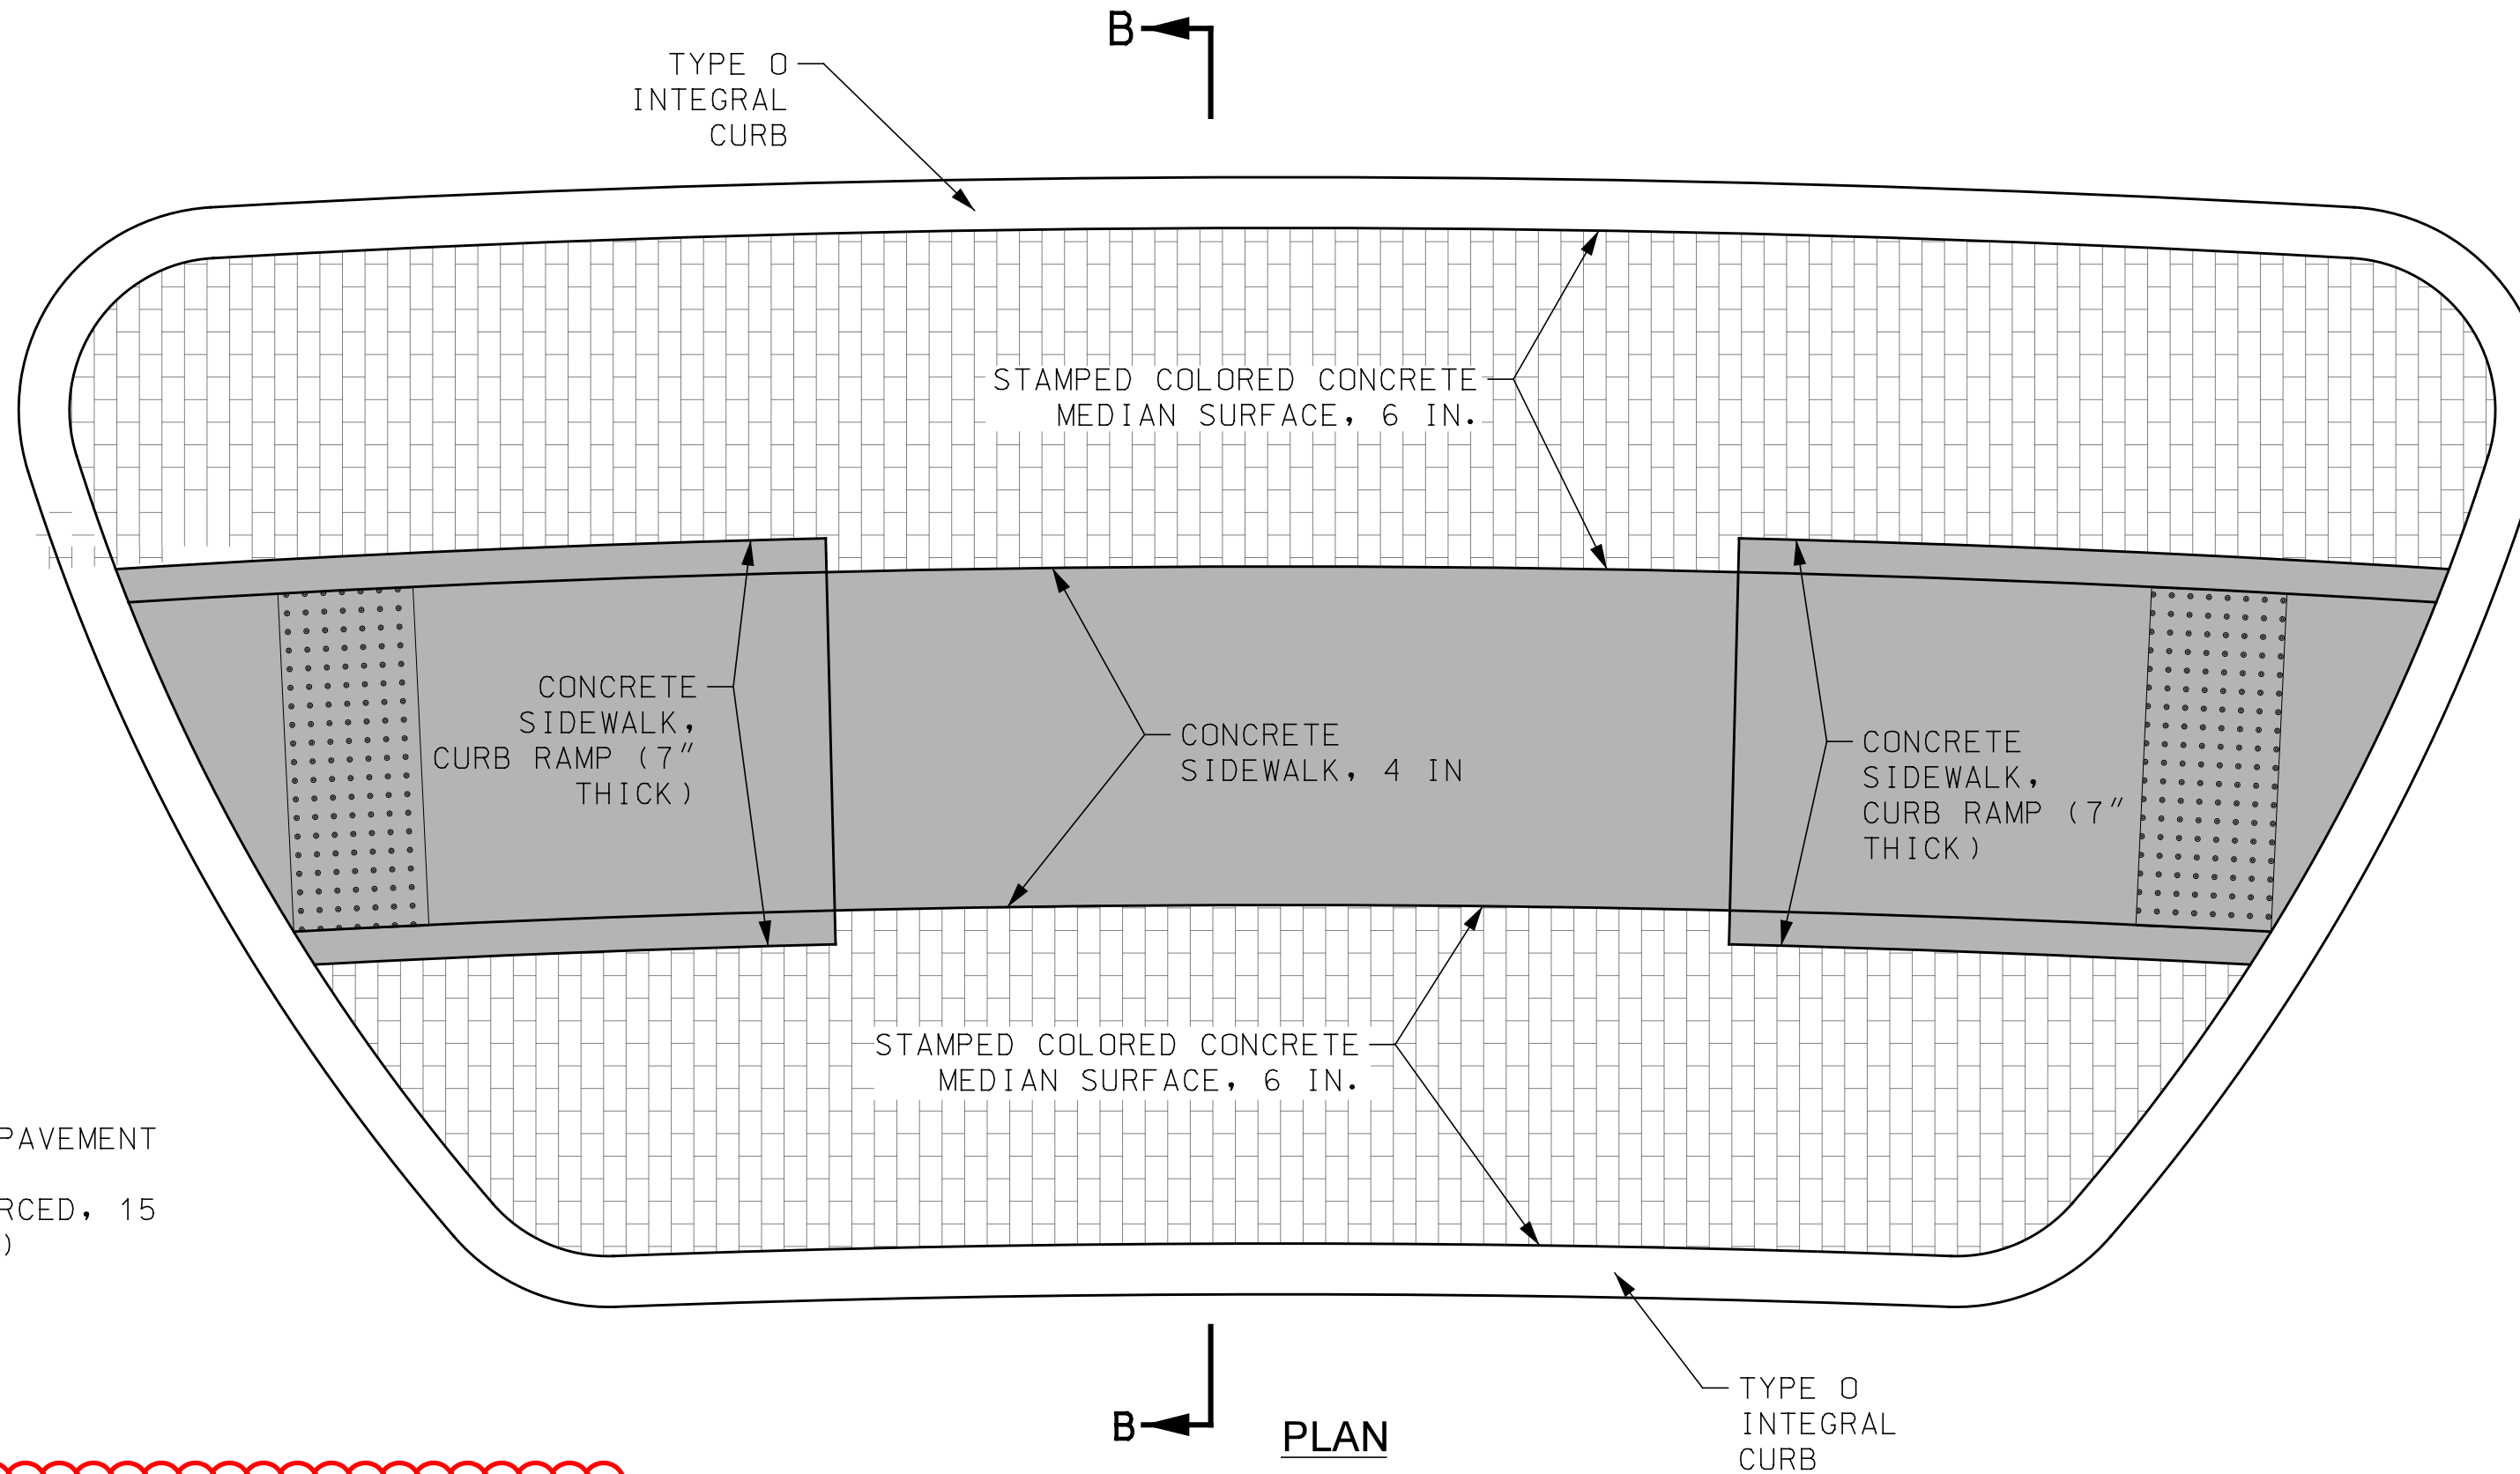 B
TYPE O
INTEGRAL
CURB
STAMPED COLORED CONCRETE
MEDIAN SURFACE, 6 IN.
CONCRETE
SIDEWALK,
CURB RAMP (7"
THICK)
CONCRETE
SIDEWALK, 4 IN
CONCRETE
SIDEWALK,
CURB RAMP (7"
THICK)
STAMPED COLORED CONCRETE
MEDIAN SURFACE, 6 IN.
PAVEMENT
RCED, 15
)
B
PLAN
TYPE O
INTEGRAL
CURB